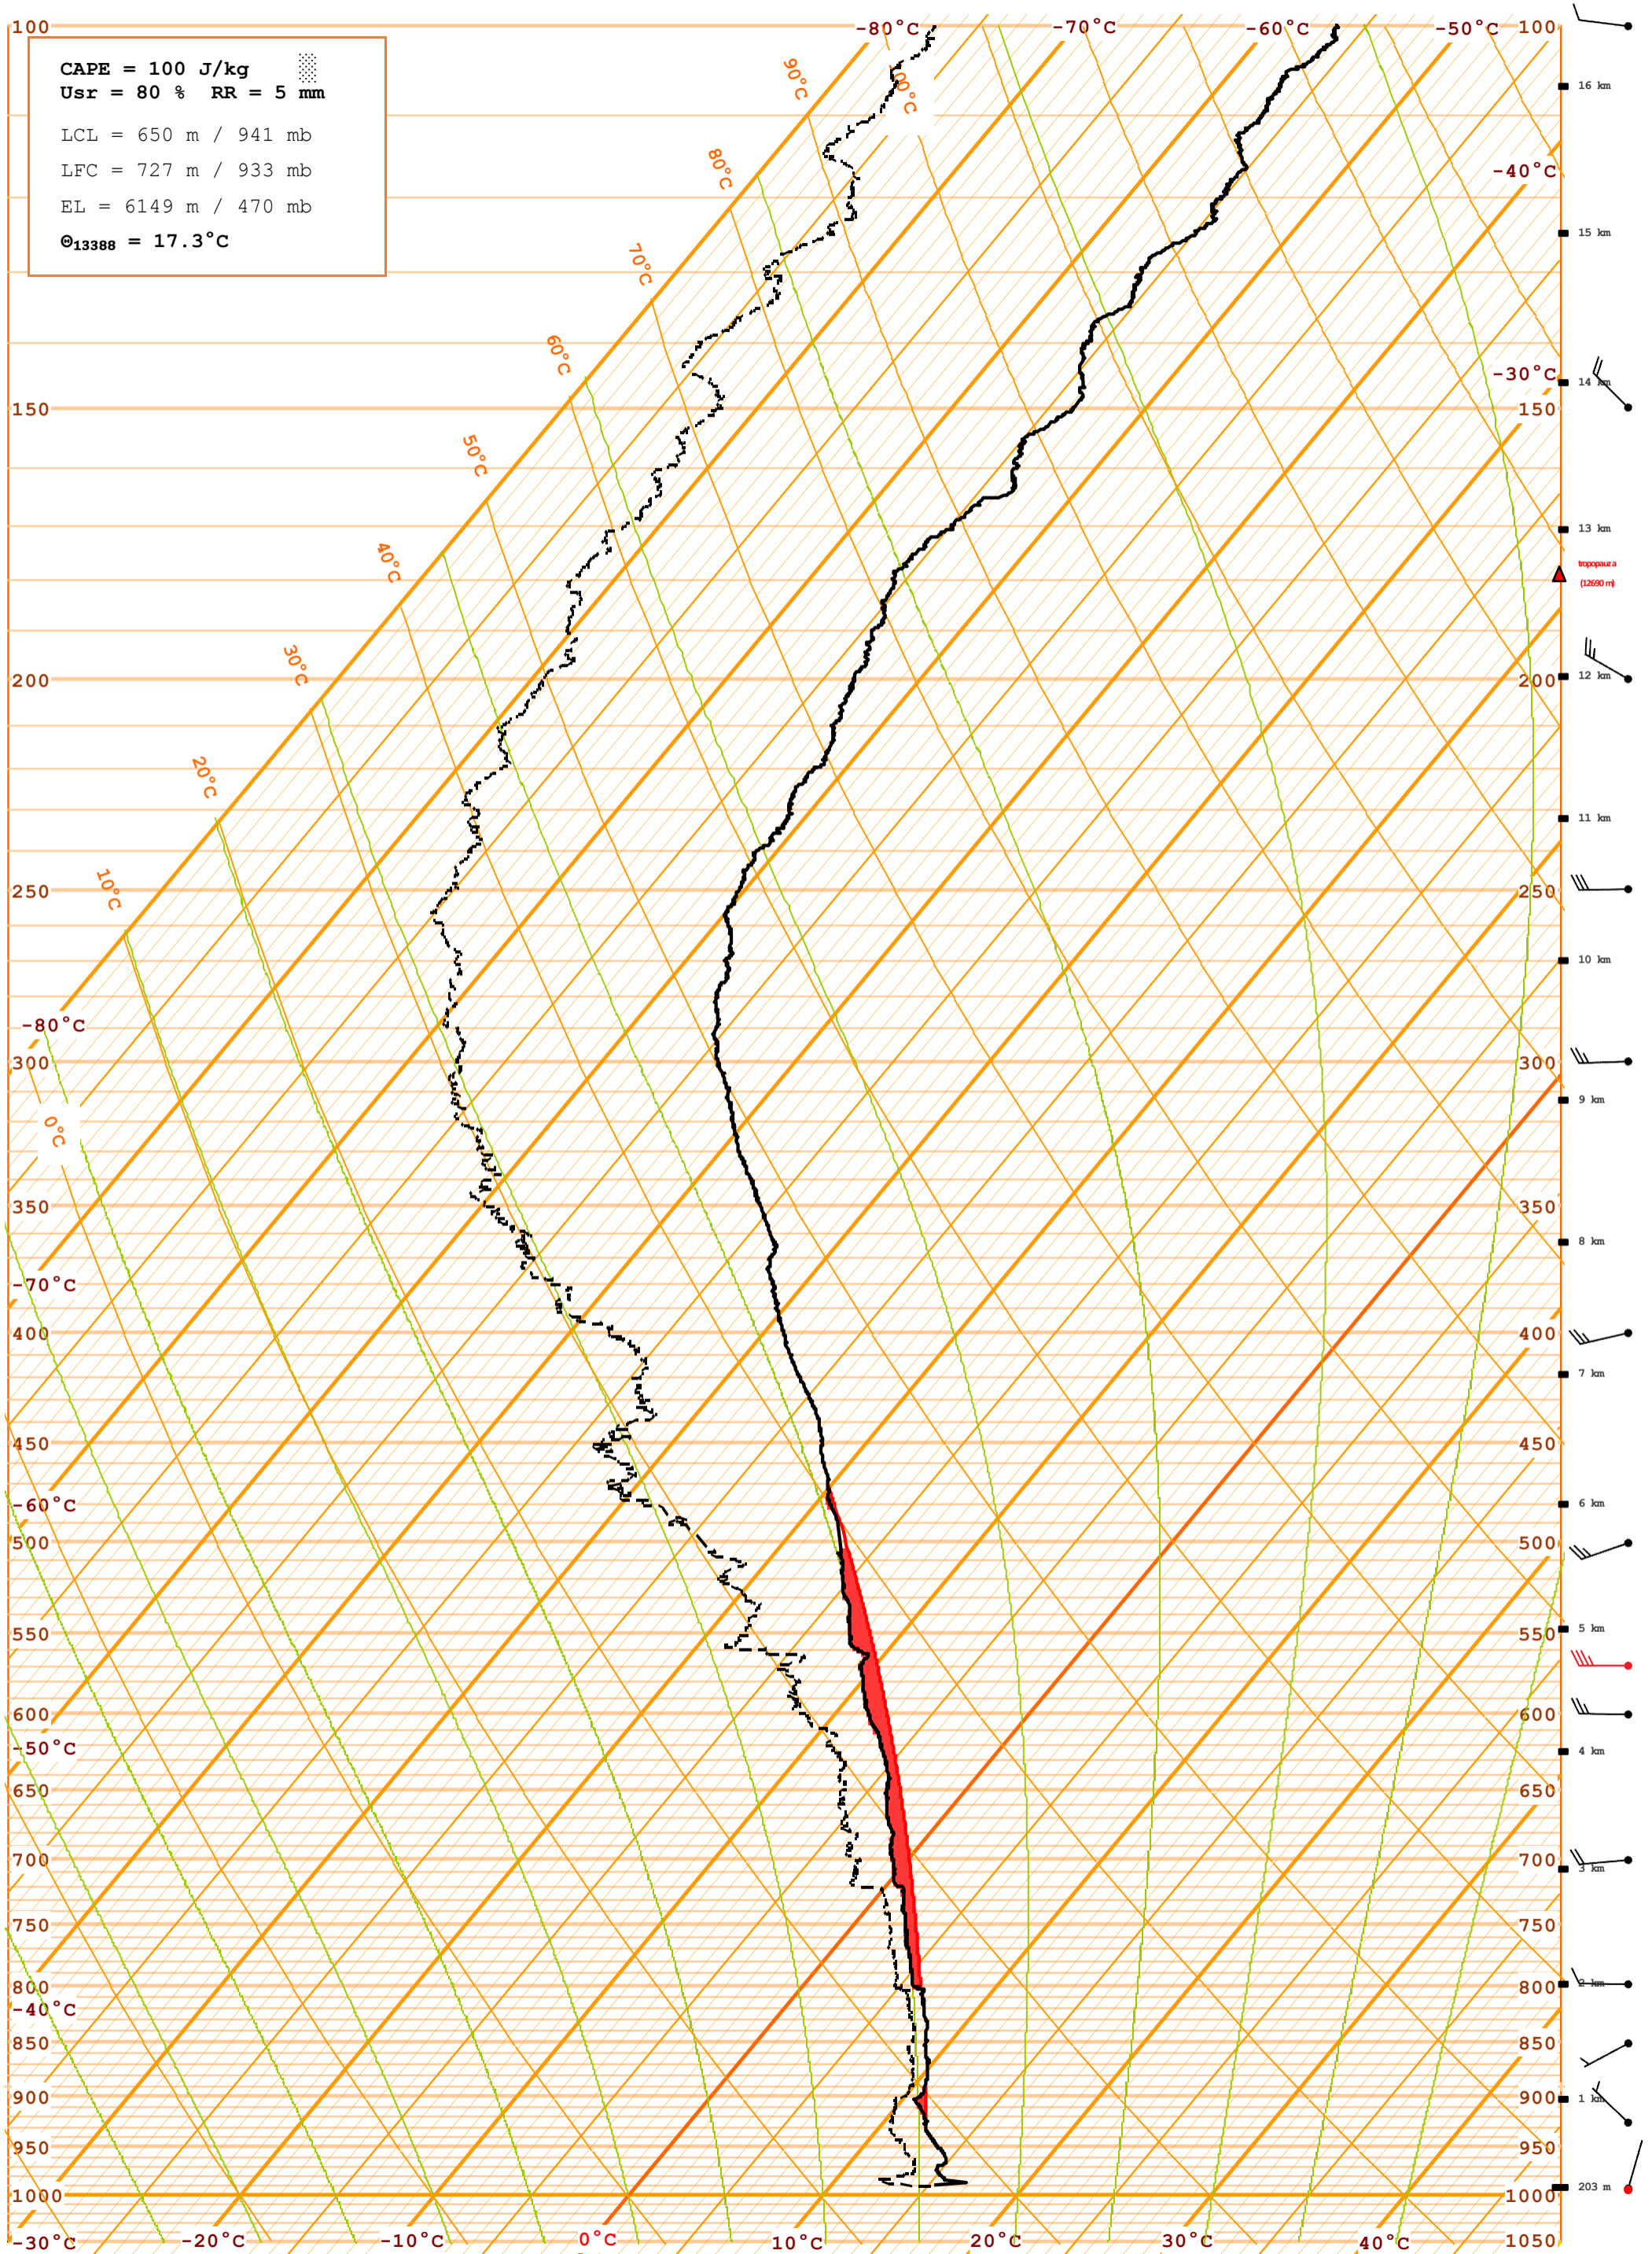 100 -80°C -70°C -60°C -50°C 100
CAPE = 100 J/kg
Usr = 80 % RR = 5 mm
LCL = 650 m / 941 mb
LFC = 727 m / 933 mb
EL = 6149 m / 470 mb
Θ13388 = 17.3°C
90°C
16 km
80°C
-40°C
15 km
70°C
60°C
-30°C
14 km
150 150
50°C
13 km
40°C
tropopauza
(12690 m)
30°C
12 km
200 200
20°C
11 km
10°C
250 250
10 km
-80°C
300 300
9 km
0°C
350 350
8 km
-70°C
400 400
7 km
450 450
-60°C
6 km
500 500
5 km
550 550
600 600
-50°C
4 km
650 650
700 700
3 km
750 750
800 800
2 km
-40°C
850 850
900 900
1 km
950 950
203 m
1000 1000
-30°C -20°C -10°C 0°C 10°C 20°C 30°C 40°C 1050